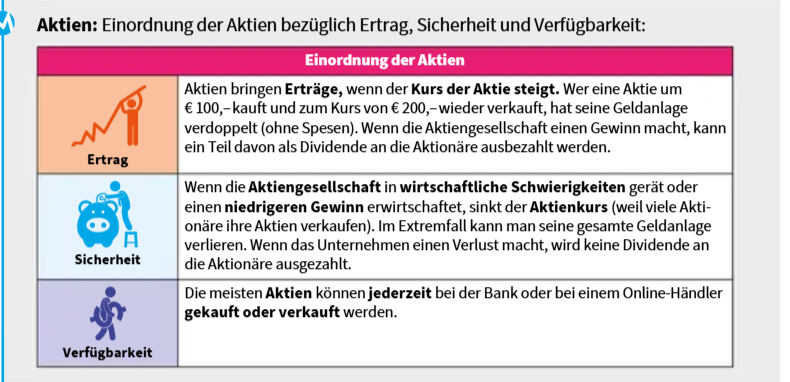 Aktien: Einordnung der Aktien bezüglich Ertrag, Sicherheit und Verfügbarkeit:
Einordnung der Aktien
Ertrag
Aktien bringen Erträge, wenn der Kurs der Aktie steigt. Wer eine Aktie um
€ 100,– kauft und zum Kurs von € 200,– wieder verkauft, hat seine Geldanlage
verdoppelt (ohne Spesen). Wenn die Aktiengesellschaft einen Gewinn macht, kann
ein Teil davon als Dividende an die Aktionäre ausbezahlt werden.
Sicherheit
Wenn die Aktiengesellschaft in wirtschaftliche Schwierigkeiten gerät oder
einen niedrigeren Gewinn erwirtschaftet, sinkt der Aktienkurs (weil viele Akti-
onäre ihre Aktien verkaufen). Im Extremfall kann man seine gesamte Geldanlage
verlieren. Wenn das Unternehmen einen Verlust macht, wird keine Dividende an
die Aktionäre ausgezahlt.
Verfügbarkeit
Die meisten Aktien können jederzeit bei der Bank oder bei einem Online-Händler
gekauft oder verkauft werden.